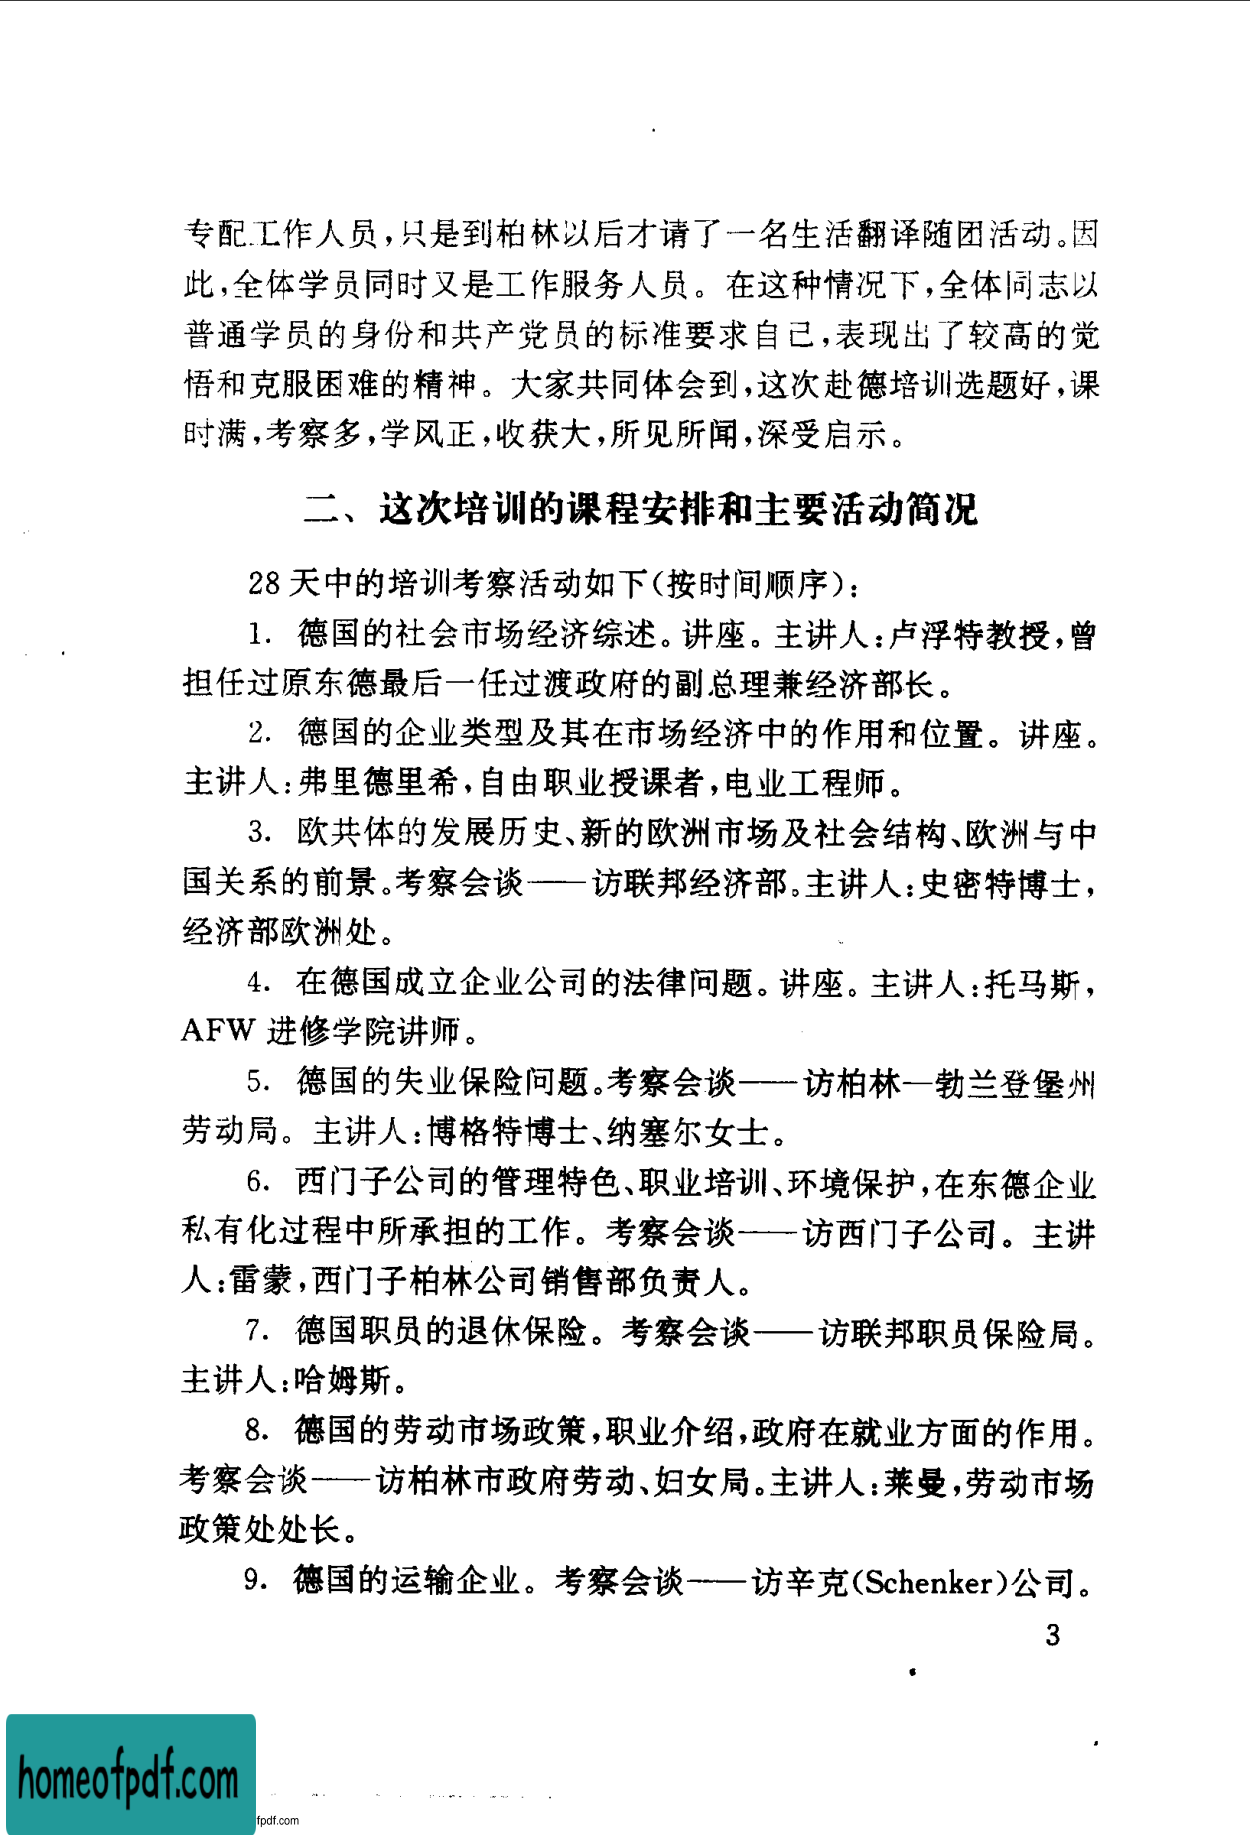 专配工作人员，只是到柏林以后才请了一名生活翻译随团活动。因
此，全体学员同时又是工作服务人员。在这种情况下，全体同志以
普通学员的身份和共产党员的标准要求自己，表现出了较高的觉
悟和克服困难的精神。大家共同体会到，这次赴德培训选题好，课
时满，考察多，学风正，收获大，所见所闻，深受启示。
二、这次培训的课程安排和主要活动简况
28天中的培训考察活动如下（按时间顺序）：
1. 德国的社会市场经济综述。讲座。主讲人：卢浮特教授，曾
担任过原东德最后一任过渡政府的副总理兼经济部长。
2. 德国的企业类型及其在市场经济中的作用和位置。讲座。
主讲人：弗里德里希，自由职业授课者，电业工程师。
3. 欧共体的发展历史、新的欧洲市场及社会结构、欧洲与中
国关系的前景。考察会谈——访联邦经济部。主讲人：史密特博士，
经济部欧洲处。
4. 在德国成立企业公司的法律问题。讲座。主讲人：托马斯，
AFW 进修学院讲师。
5. 德国的失业保险问题。考察会谈——访柏林—勃兰登堡州
劳动局。主讲人：博格特博士、纳塞尔女士。
6. 西门子公司的管理特色、职业培训、环境保护，在东德企业
私有化过程中所承担的工作。考察会谈——访西门子公司。主讲
人：雷蒙，西门子柏林公司销售部负责人。
7. 德国职员的退休保险。考察会谈——访联邦职员保险局。
主讲人：哈姆斯。
8. 德国的劳动市场政策，职业介绍，政府在就业方面的作用。
考察会谈——访柏林市政府劳动、妇女局。主讲人：莱曼，劳动市场
政策处处长。
9. 德国的运输企业。考察会谈——访辛克(Schenker)公司。
3
homeofpdf.com
fpdf.com